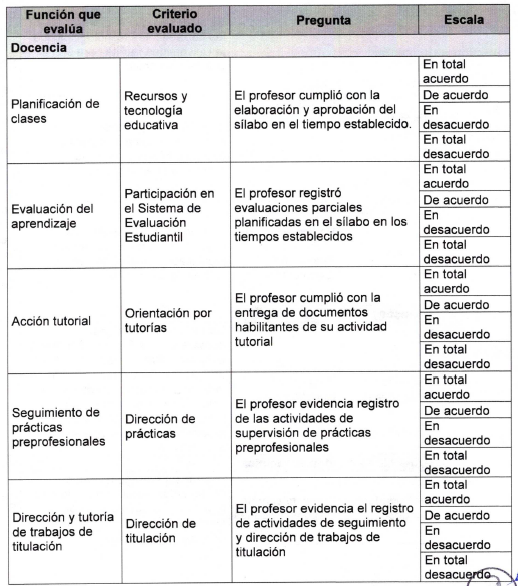 Función que evalúa
Criterio evaluado
Pregunta
Escala
Docencia
Planificación de
clases
Recursos y
tecnología
educativa
El profesor cumplió con la
elaboración y aprobación del
sílabo en el tiempo establecido.
En total
acuerdo
De acuerdo
En
desacuerdo
En total
desacuerdo
Evaluación del
aprendizaje
Participación en
el Sistema de
Evaluación
Estudiantil
El profesor registró
evaluaciones parciales
planificadas en el sílabo en los
tiempos establecidos
En total
acuerdo
De acuerdo
En
desacuerdo
En total
desacuerdo
Acción tutorial
Orientación por
tutorías
El profesor cumplió con la
entrega de documentos
habilitantes de su actividad
tutorial
En total
acuerdo
De acuerdo
En
desacuerdo
En total
desacuerdo
Seguimiento de
prácticas
preprofesionales
Dirección de
prácticas
El profesor evidencia registro
de las actividades de
supervisión de prácticas
preprofesionales
En total
acuerdo
De acuerdo
En
desacuerdo
En total
desacuerdo
Dirección y tutoría
de trabajos de
titulación
Dirección de
titulación
El profesor evidencia el registro
de actividades de seguimiento
y dirección de trabajos de
titulación
En total
acuerdo
De acuerdo
En
desacuerdo
En total
desacuerdo